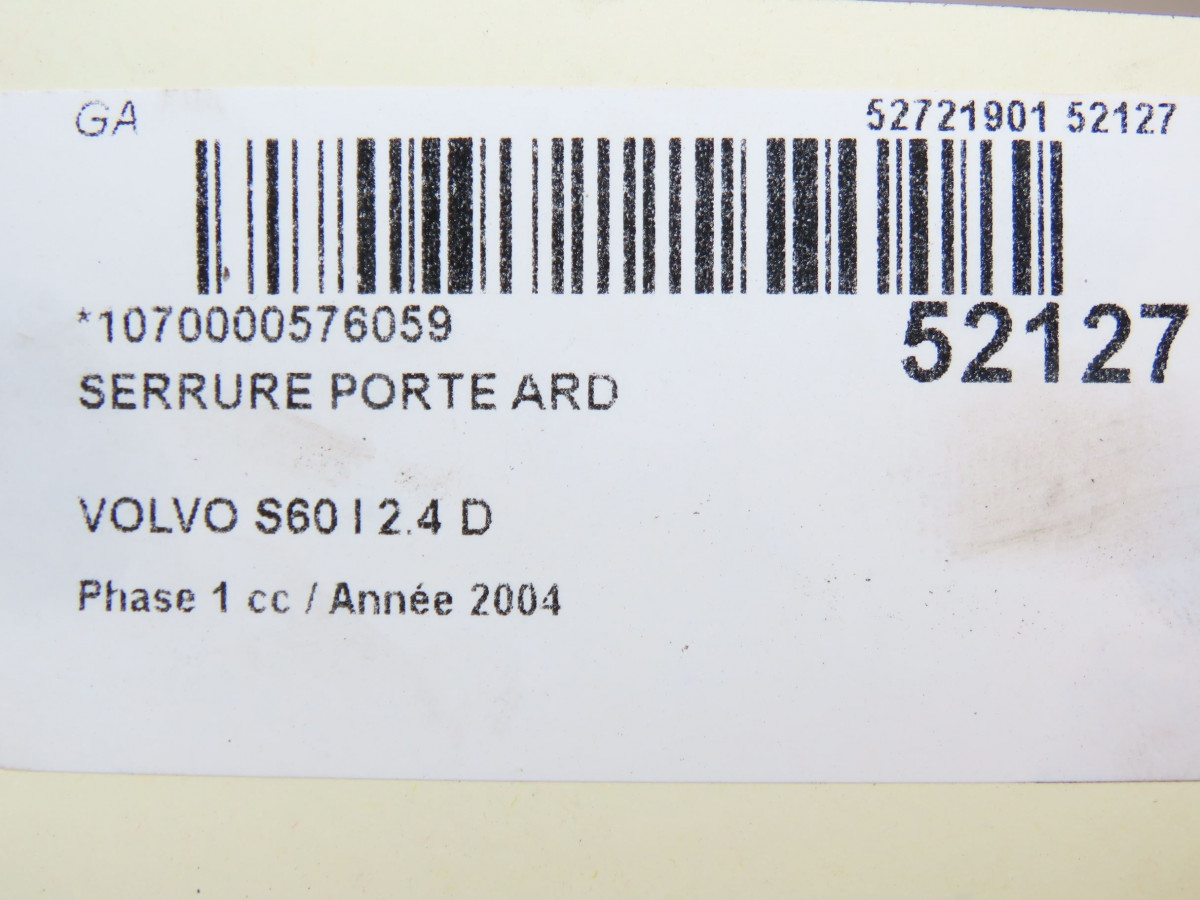 GA 52721901 52127
*1070000576059 52127
SERRURE PORTE ARD
VOLVO S60 I 2.4 D
Phase 1 cc / Année 2004